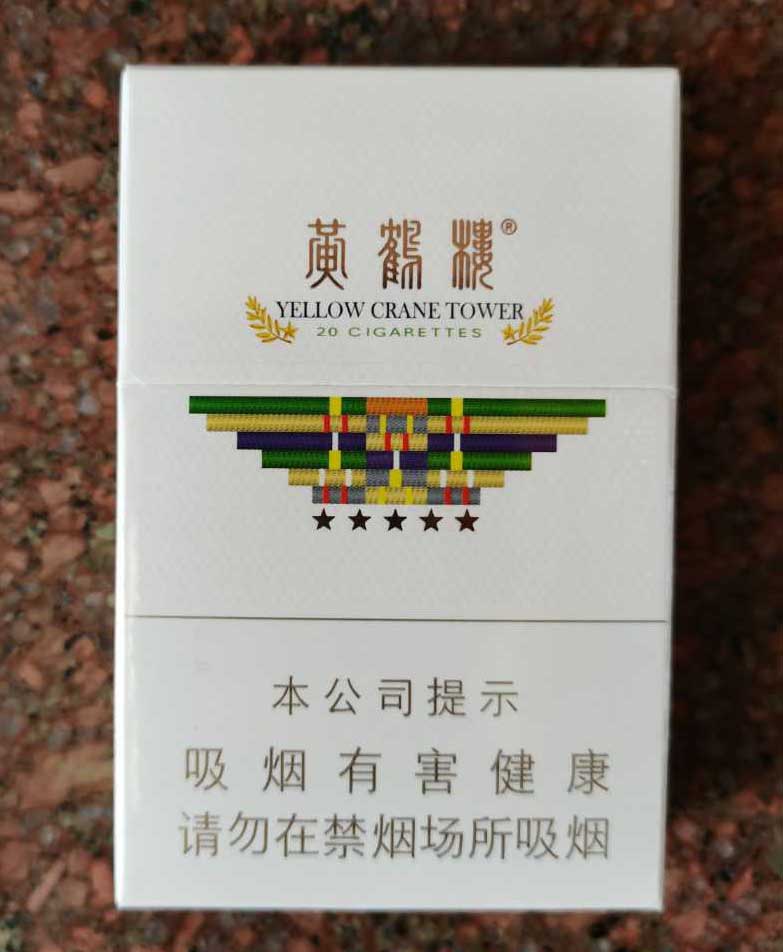 黄鹤楼®
YELLOW CRANE TOWER
20 CIGARETTES
本公司提示
吸烟有害健康
请勿在禁烟场所吸烟